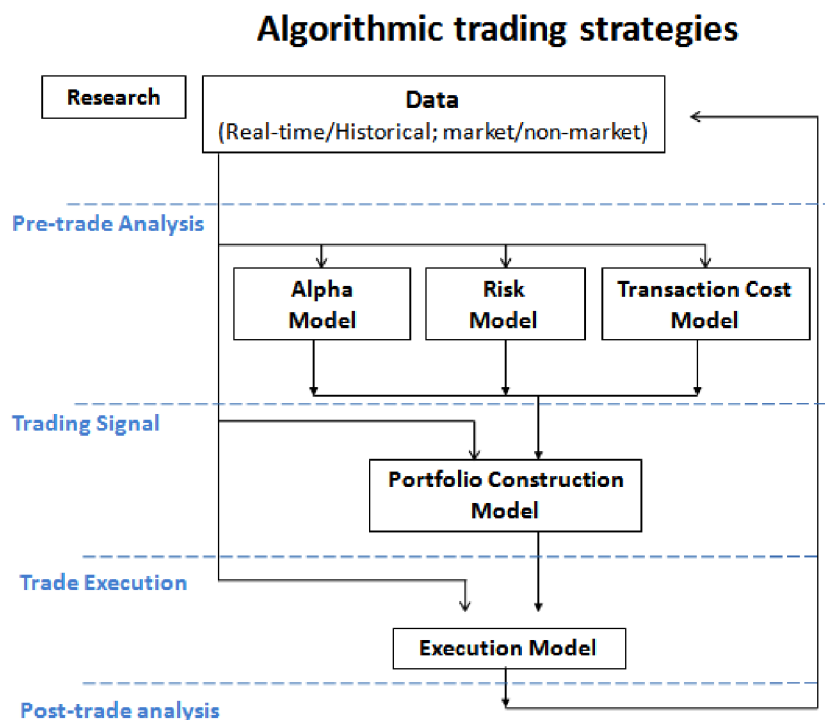 Algorithmic trading strategies
Research
Data
(Real-time/Historical; market/non-market)
Pre-trade Analysis
Alpha
Model
Risk
Model
Transaction Cost
Model
Trading Signal
Portfolio Construction
Model
Trade Execution
Execution Model
Post-trade analysis